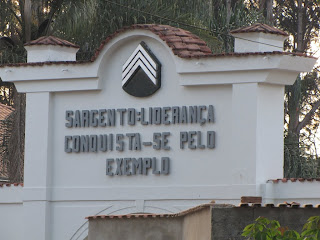 SARGENTO:LIDERANÇA
CONQUISTA-SE PELO
EXEMPLO